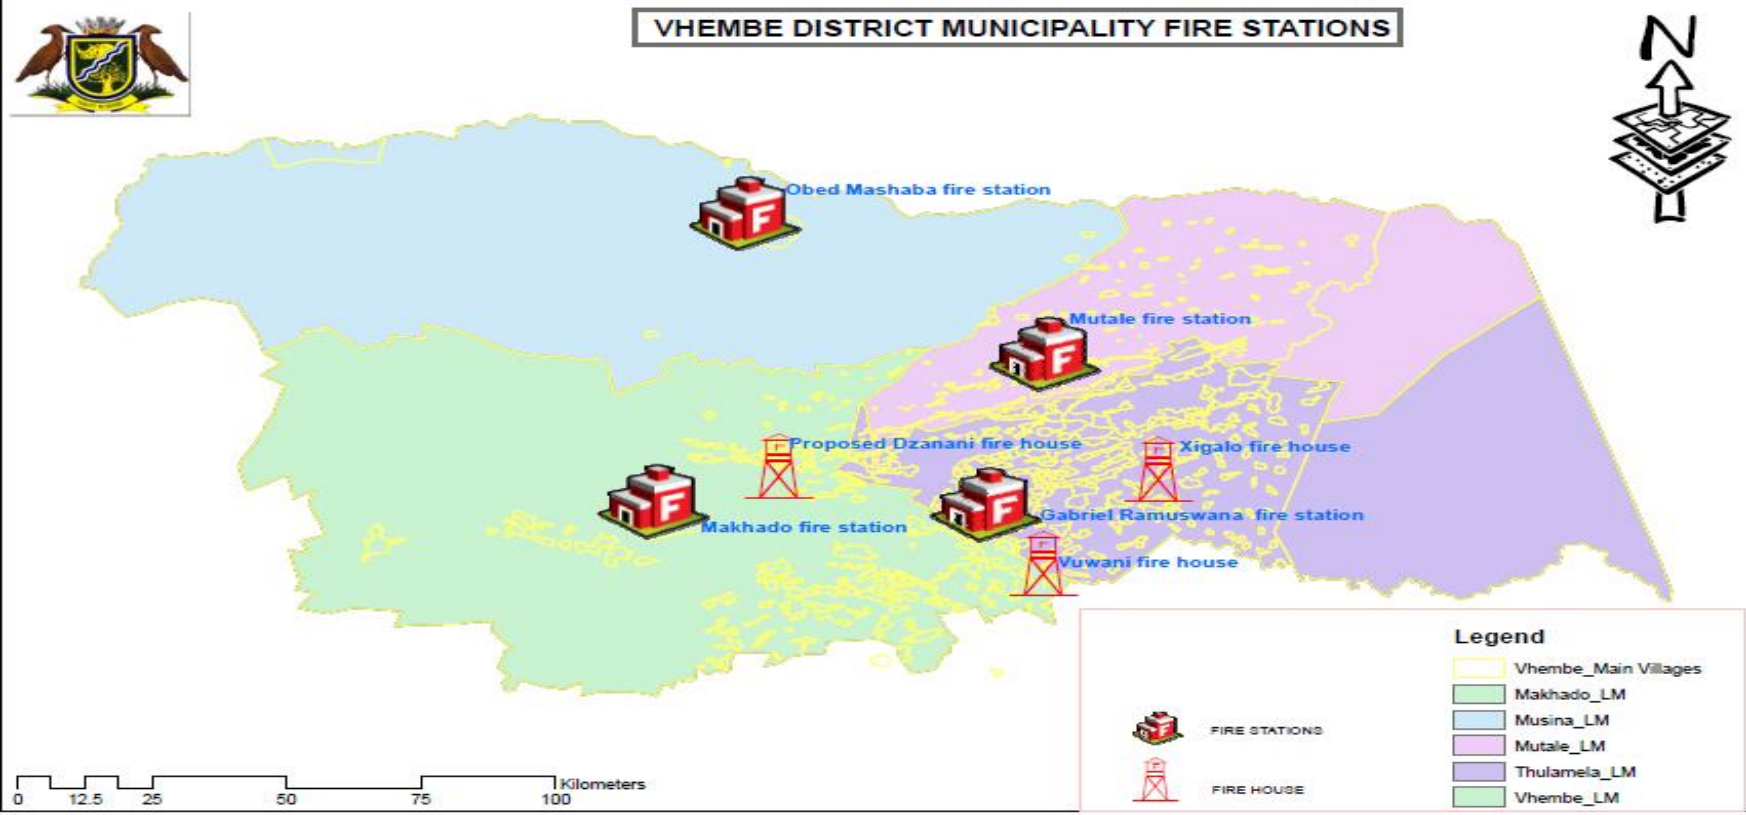 VHEMBE DISTRICT MUNICIPALITY FIRE STATIONS
N
Obed Mashaba fire station
F
Mutale fire station
F
Proposed Dzanani fire house
F
Xigalo fire house
F
Makhado fire station
F
Gabriel Ramuswana fire station
F
Vuwani fire house
F
Legend
Vhembe_Main Villages
Makhado_LM
Musina_LM
Mutale_LM
Thulamela_LM
Vhembe_LM
F
FIRE STATIONS
F
FIRE HOUSE
Kilometers
0 12.5 25 50 75 100